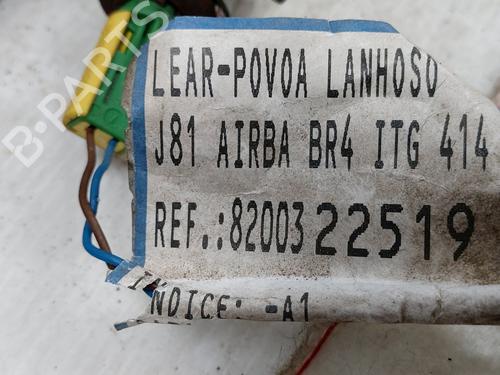 LEAR-POVOA LANHOSO
J81 AIRBA BR4 ITG 414
REF.:8200322519
INDICE: -A1
B-PARTS